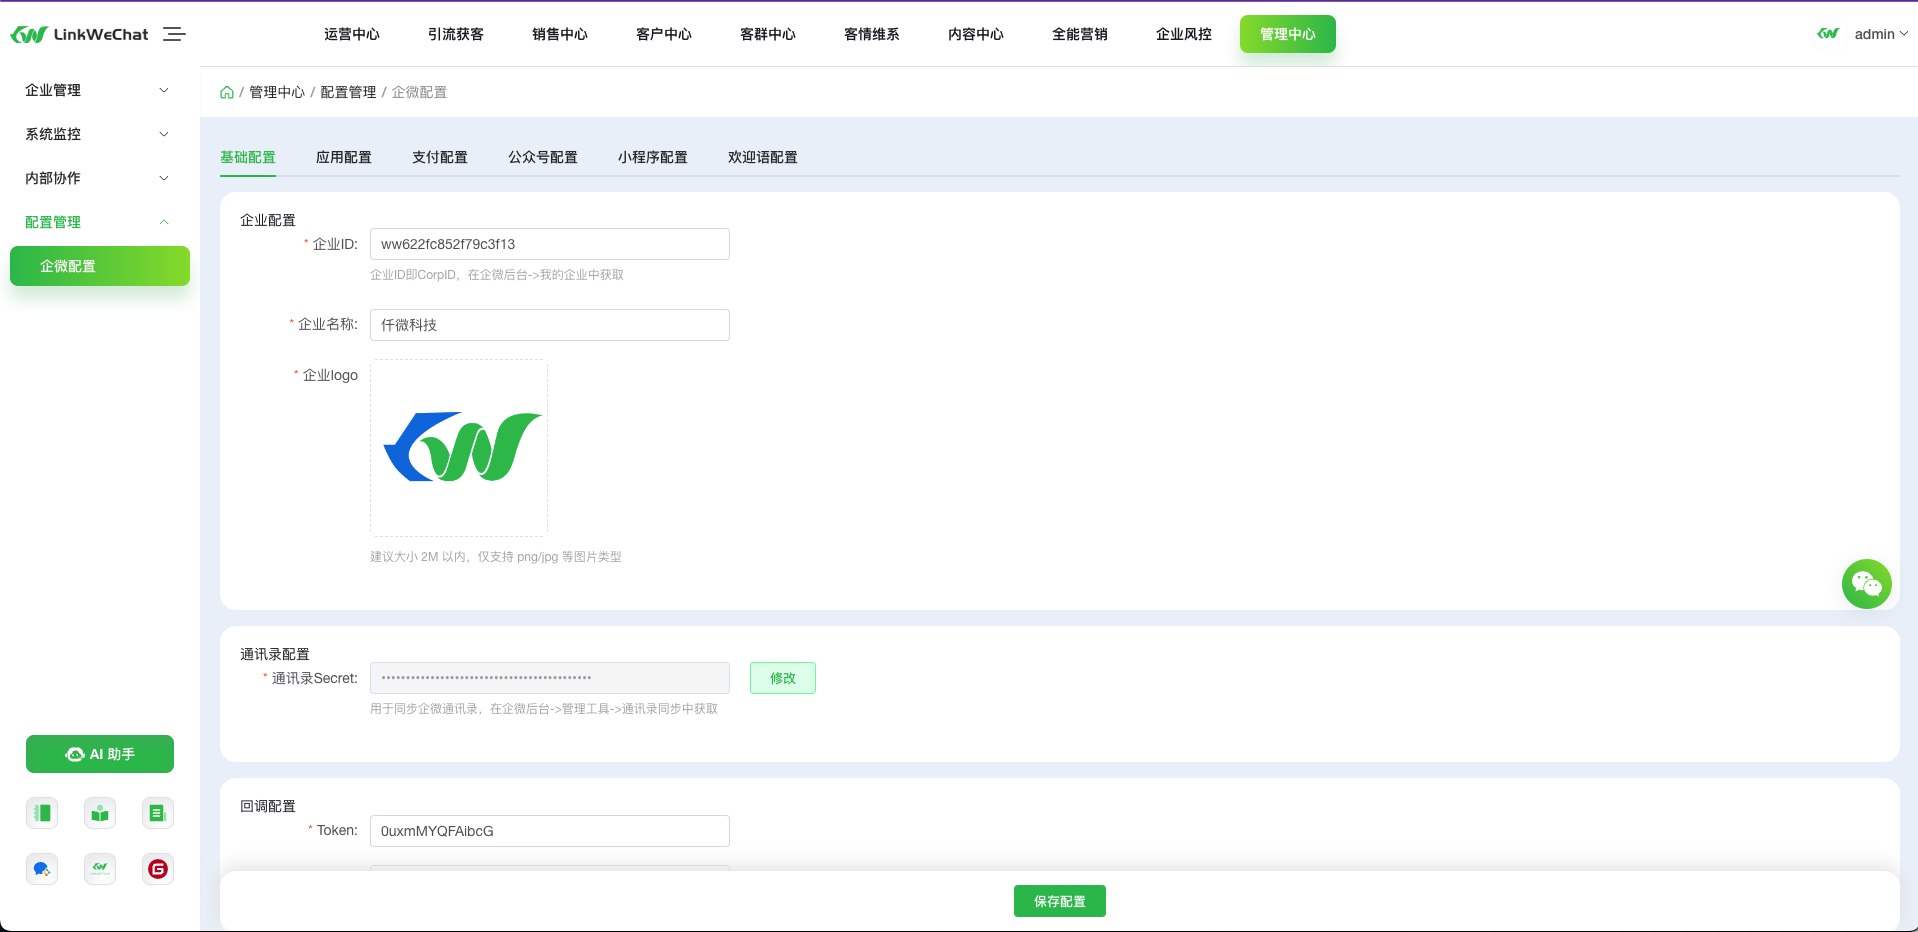 LinkWeChat
运营中心 引流获客 销售中心 客户中心 客群中心 客情维系 内容中心 全能营销 企业风控 管理中心
admin
企业管理
系统监控
内部协作
配置管理
企微配置
AI 助手
/ 管理中心 / 配置管理 / 企微配置
基础配置 应用配置 支付配置 公众号配置 小程序配置 欢迎语配置
企业配置
* 企业ID: ww622fc852f79c3f13
企业ID即CorpID，在企微后台->我的企业中获取
* 企业名称: 仟微科技
* 企业logo
建议大小 2M 以内，仅支持 png/jpg 等图片类型
通讯录配置
* 通讯录Secret: 修改
用于同步企微通讯录，在企微后台->管理工具->通讯录同步中获取
回调配置
* Token: 0uxmMYQFAibcG
保存配置